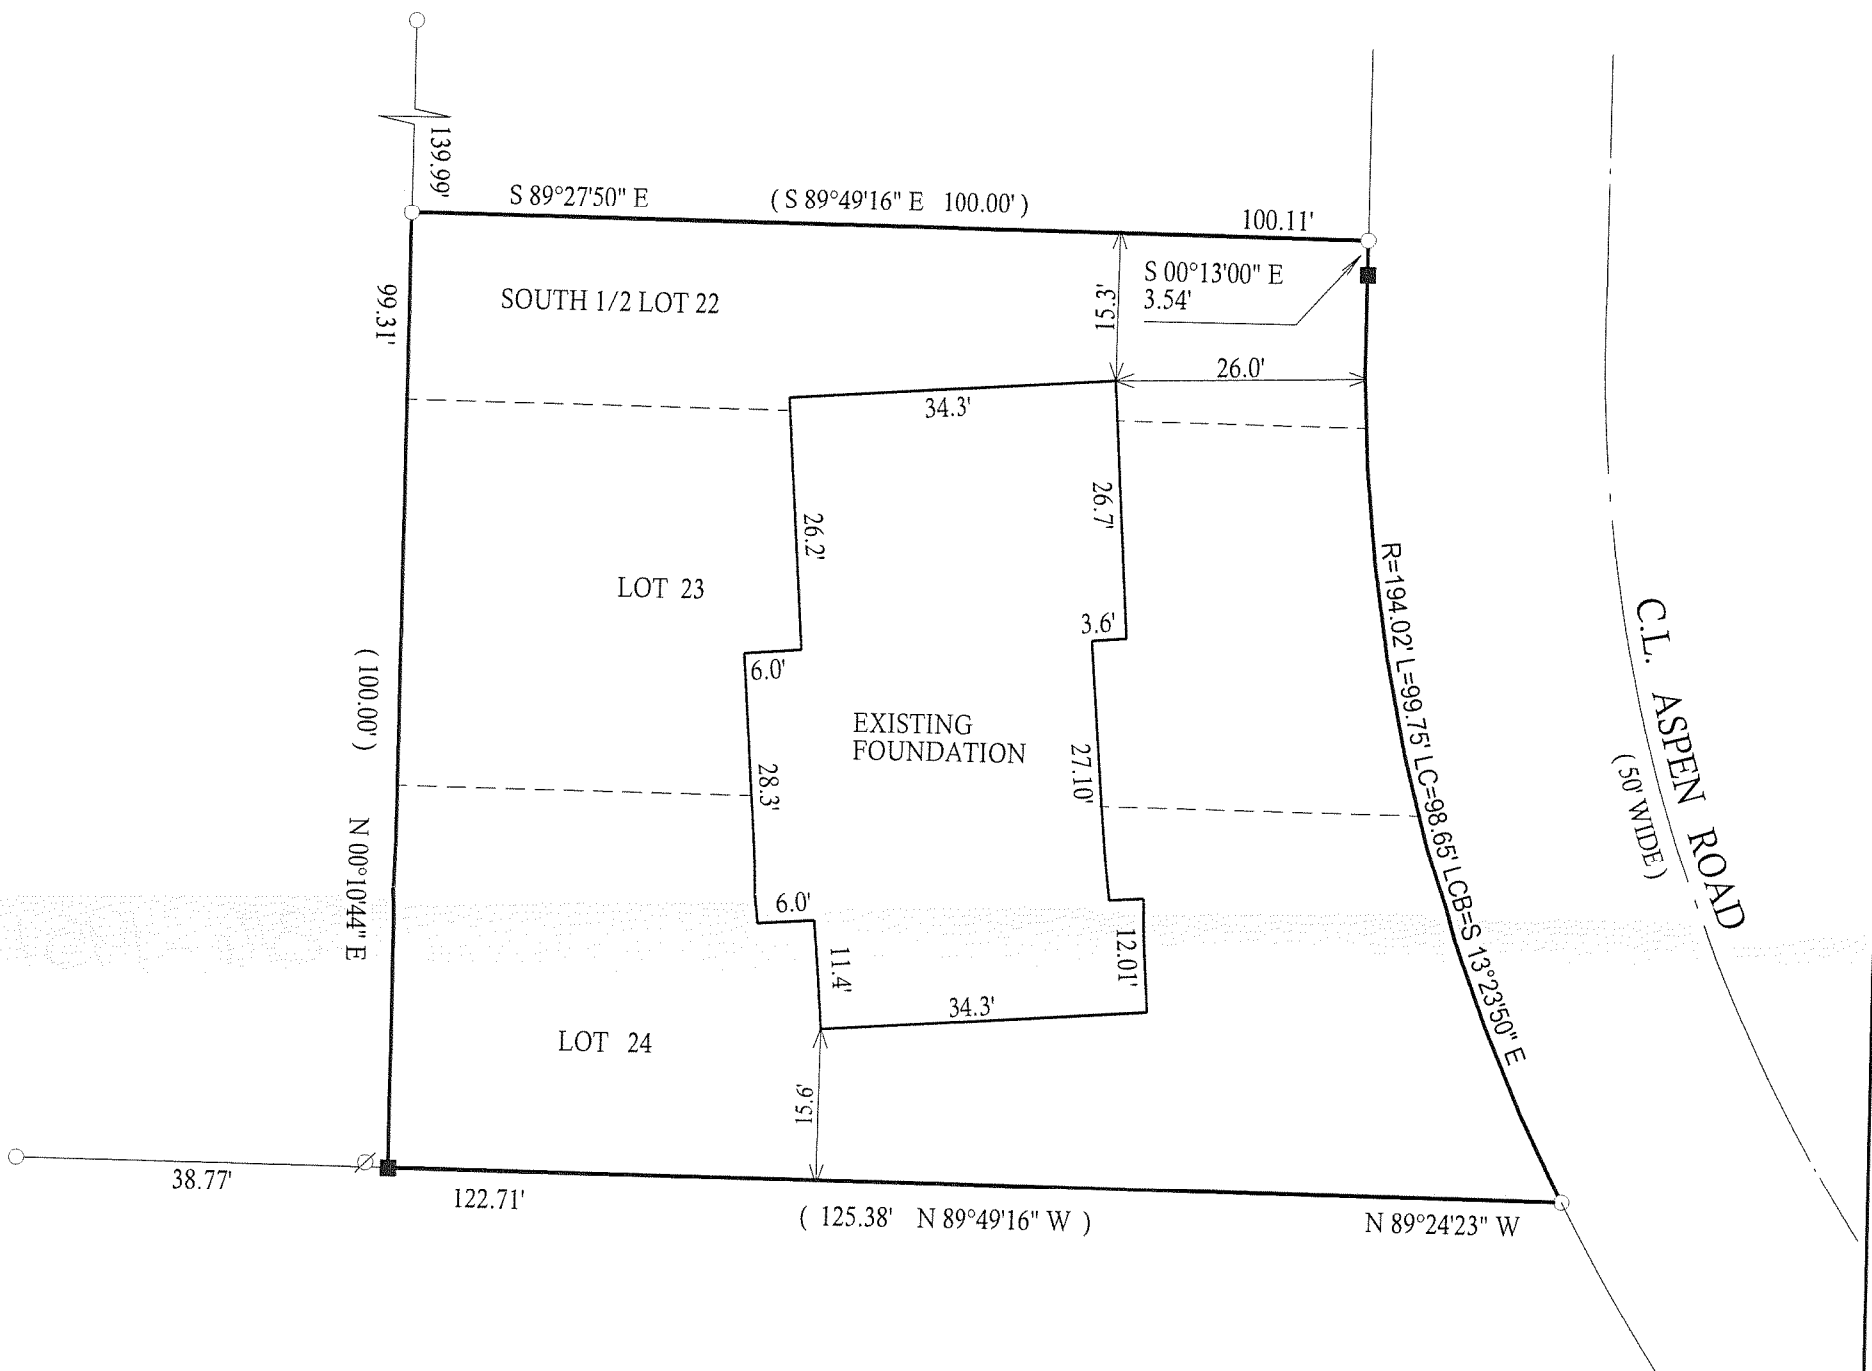 139.99'
S 89°27'50" E
( S 89°49'16" E 100.00' )
100.11'
S 00°13'00" E
3.54'
SOUTH 1/2 LOT 22
99.31'
15.3'
26.0'
34.3'
26.2'
26.7'
LOT 23
3.6'
6.0'
R=194.02' L=99.75' LC=98.65' LCB=S 13°23'50" E
C.L. ASPEN ROAD
( 50' WIDE )
( 100.00' )
N 00°10'44" E
EXISTING
FOUNDATION
28.3'
27.10'
6.0'
11.4'
12.01'
34.3'
LOT 24
15.6'
38.77'
122.71'
( 125.38' N 89°49'16" W )
N 89°24'23" W